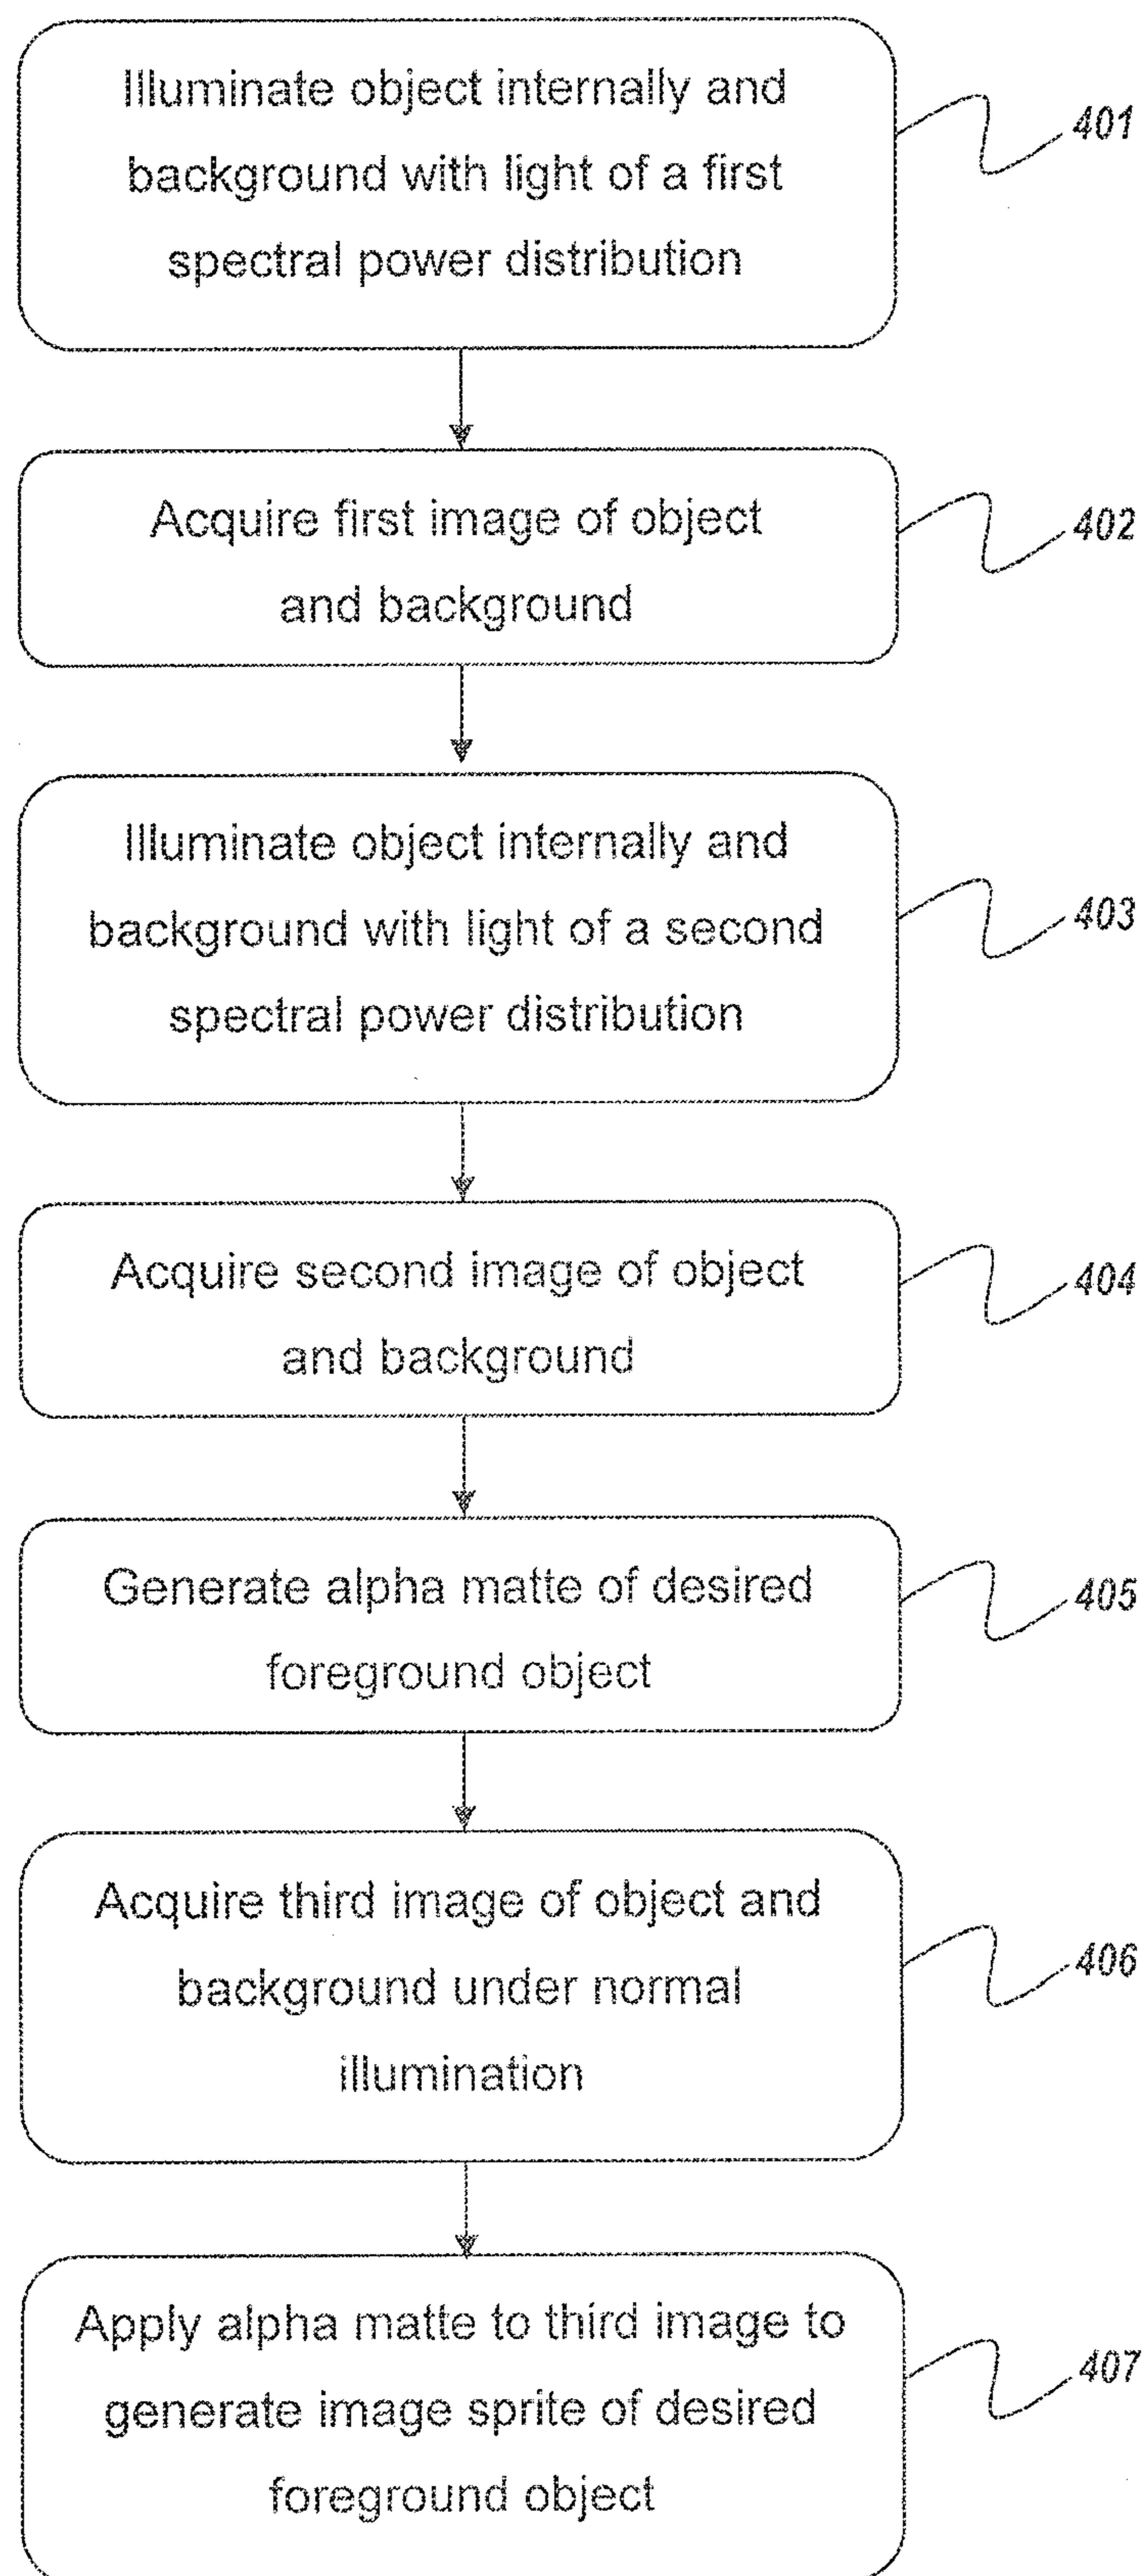 Illuminate object internally and
background with light of a first
spectral power distribution
401
Acquire first image of object
and background
402
Illuminate object internally and
background with light of a second
spectral power distribution
403
Acquire second image of object
and background
404
Generate alpha matte of desired
foreground object
405
Acquire third image of object and
background under normal
illumination
406
Apply alpha matte to third image to
generate image sprite of desired
foreground object
407